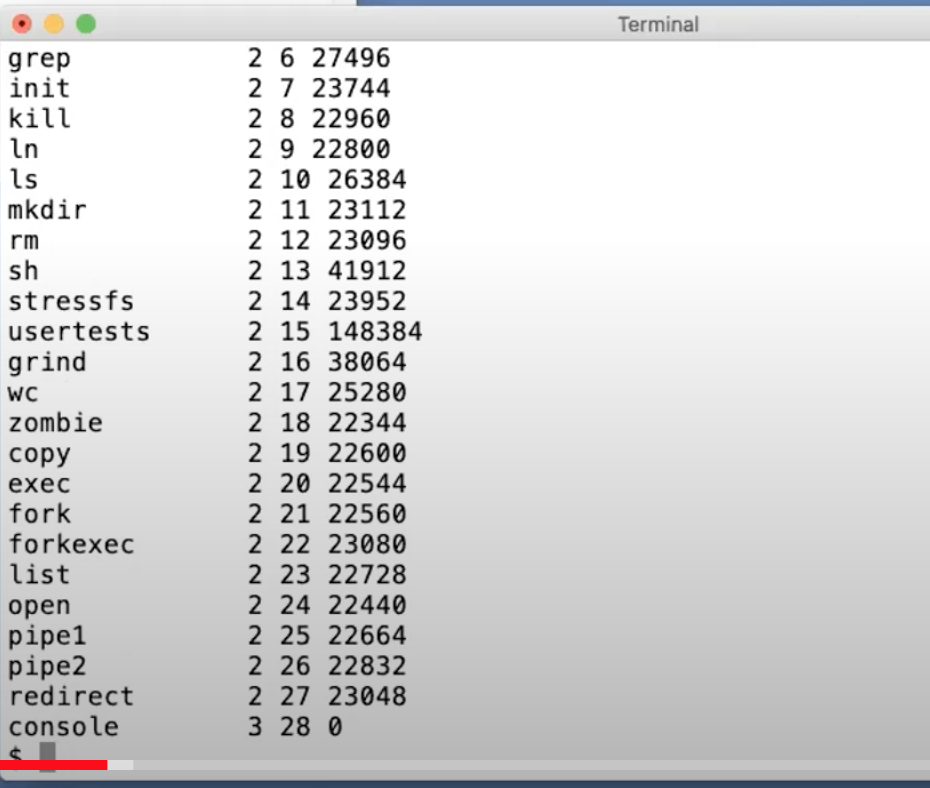 Terminal
grep 2 6 27496
init 2 7 23744
kill 2 8 22960
ln 2 9 22800
ls 2 10 26384
mkdir 2 11 23112
rm 2 12 23096
sh 2 13 41912
stressfs 2 14 23952
usertests 2 15 148384
grind 2 16 38064
wc 2 17 25280
zombie 2 18 22344
copy 2 19 22600
exec 2 20 22544
fork 2 21 22560
forkexec 2 22 23080
list 2 23 22728
open 2 24 22440
pipe1 2 25 22664
pipe2 2 26 22832
redirect 2 27 23048
console 3 28 0
$